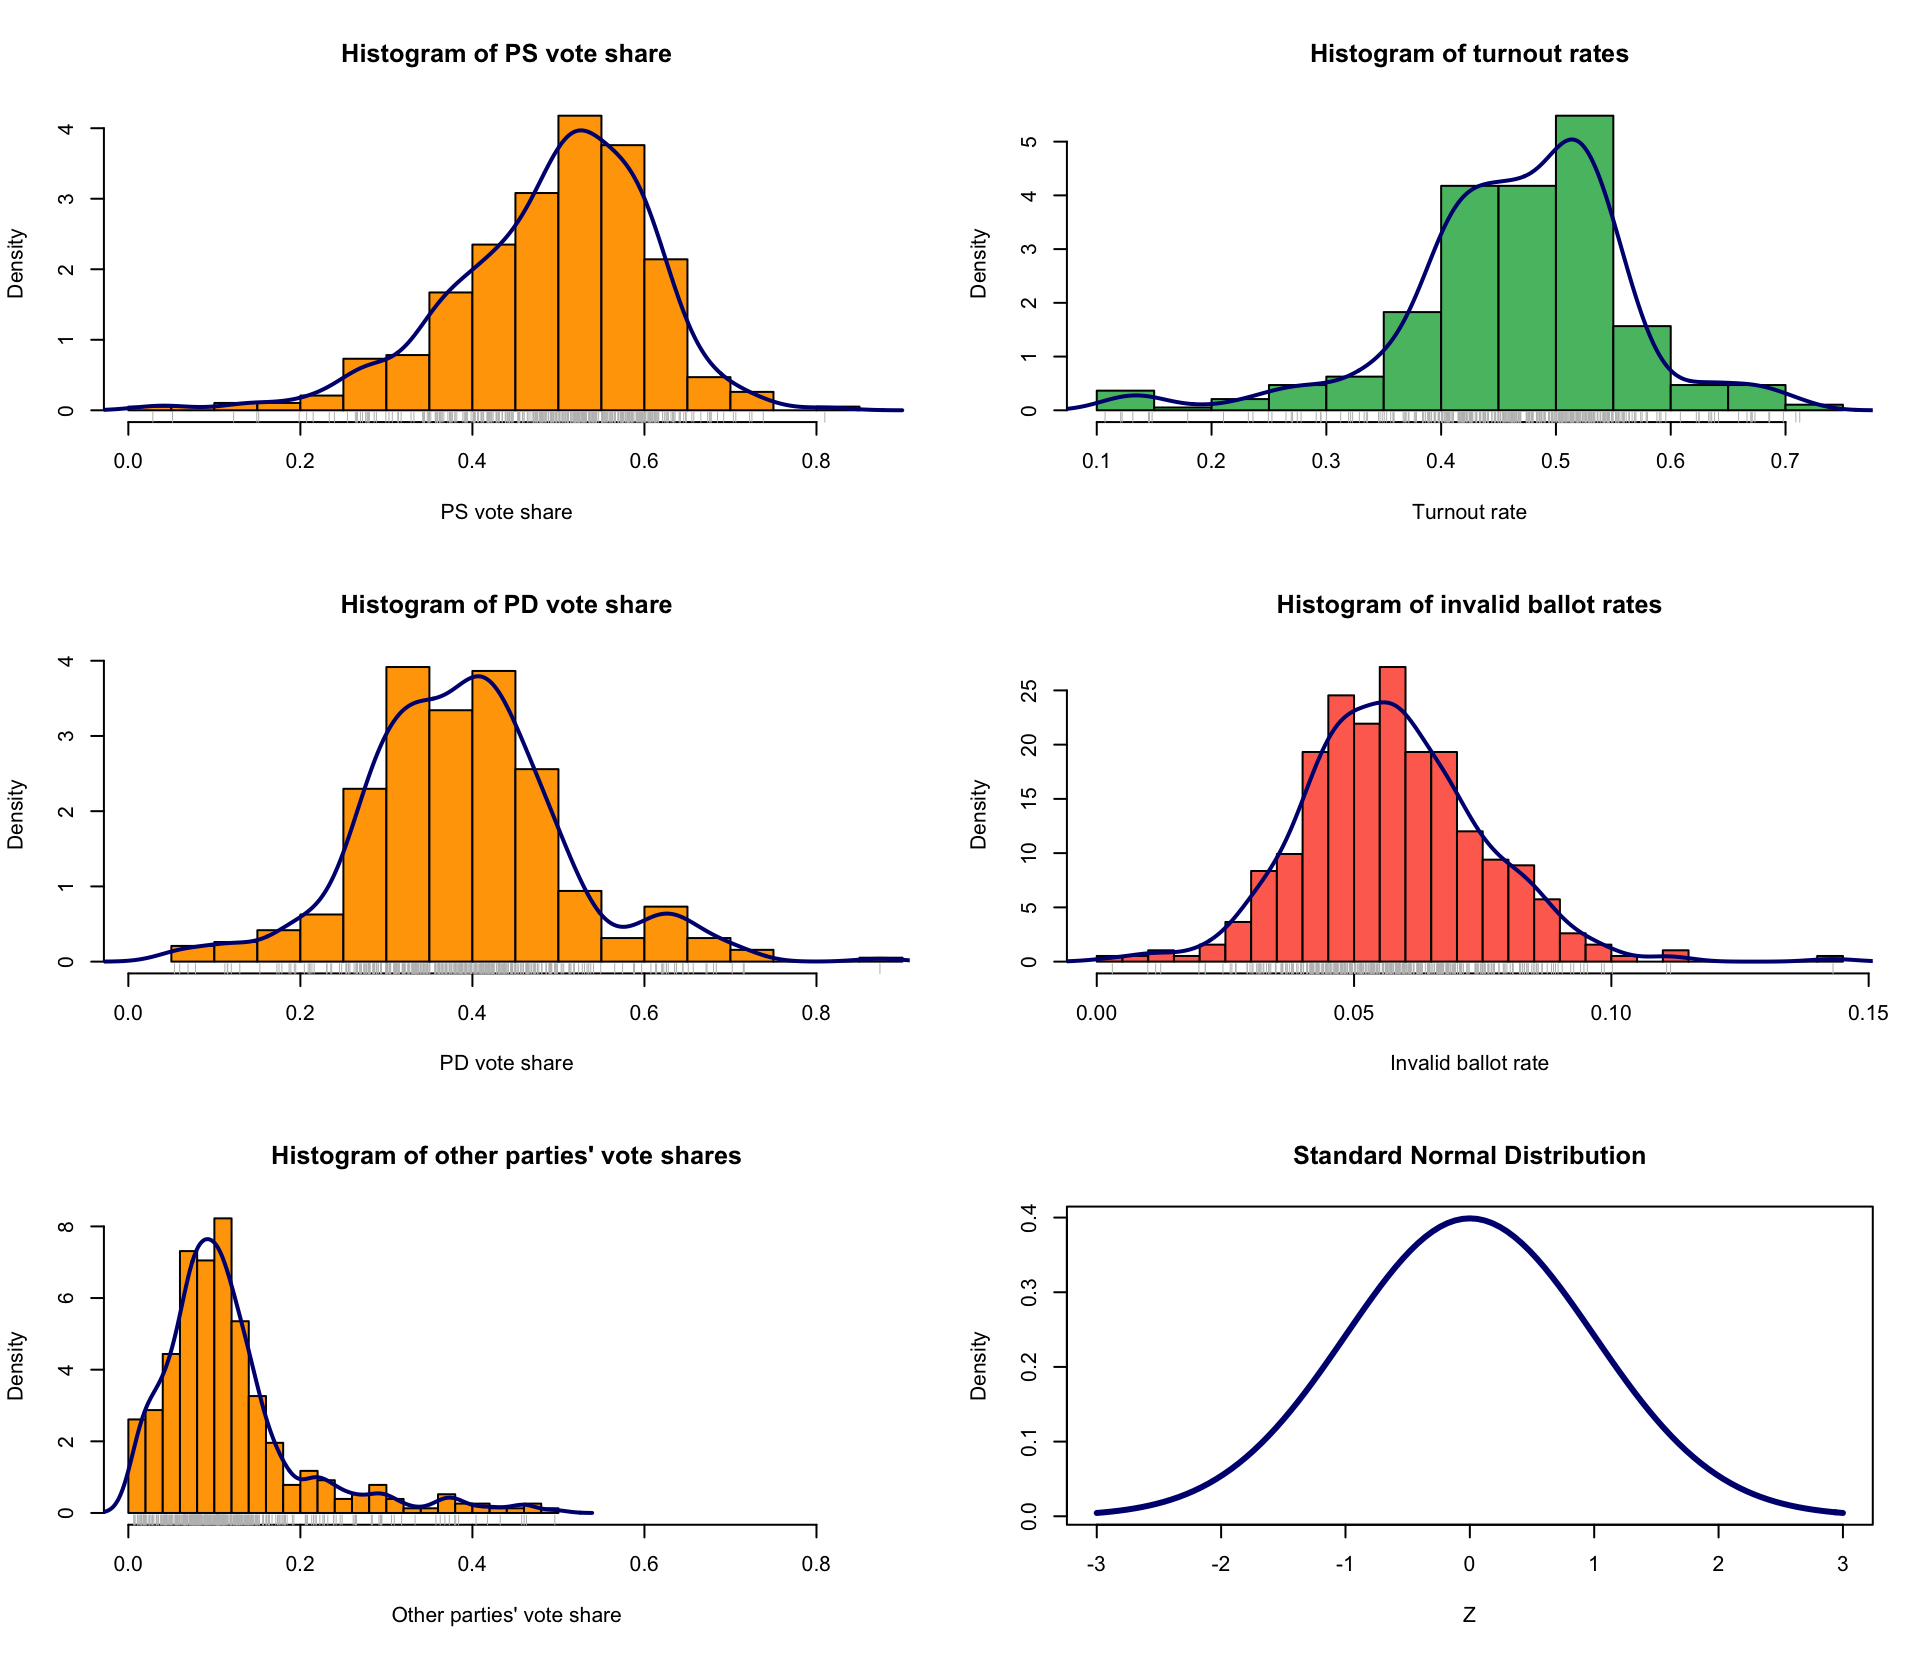 Histogram of PS vote share
Density
0 1 2 3 4
0.0 0.2 0.4 0.6 0.8
PS vote share
Histogram of turnout rates
Density
0 1 2 3 4 5
0.1 0.2 0.3 0.4 0.5 0.6 0.7
Turnout rate
Histogram of PD vote share
Density
0 1 2 3 4
0.0 0.2 0.4 0.6 0.8
PD vote share
Histogram of invalid ballot rates
Density
0 5 10 15 20 25
0.00 0.05 0.10 0.15
Invalid ballot rate
Histogram of other parties' vote shares
Density
0 2 4 6 8
0.0 0.2 0.4 0.6 0.8
Other parties' vote share
Standard Normal Distribution
Density
0.0 0.1 0.2 0.3 0.4
-3 -2 -1 0 1 2 3
Z